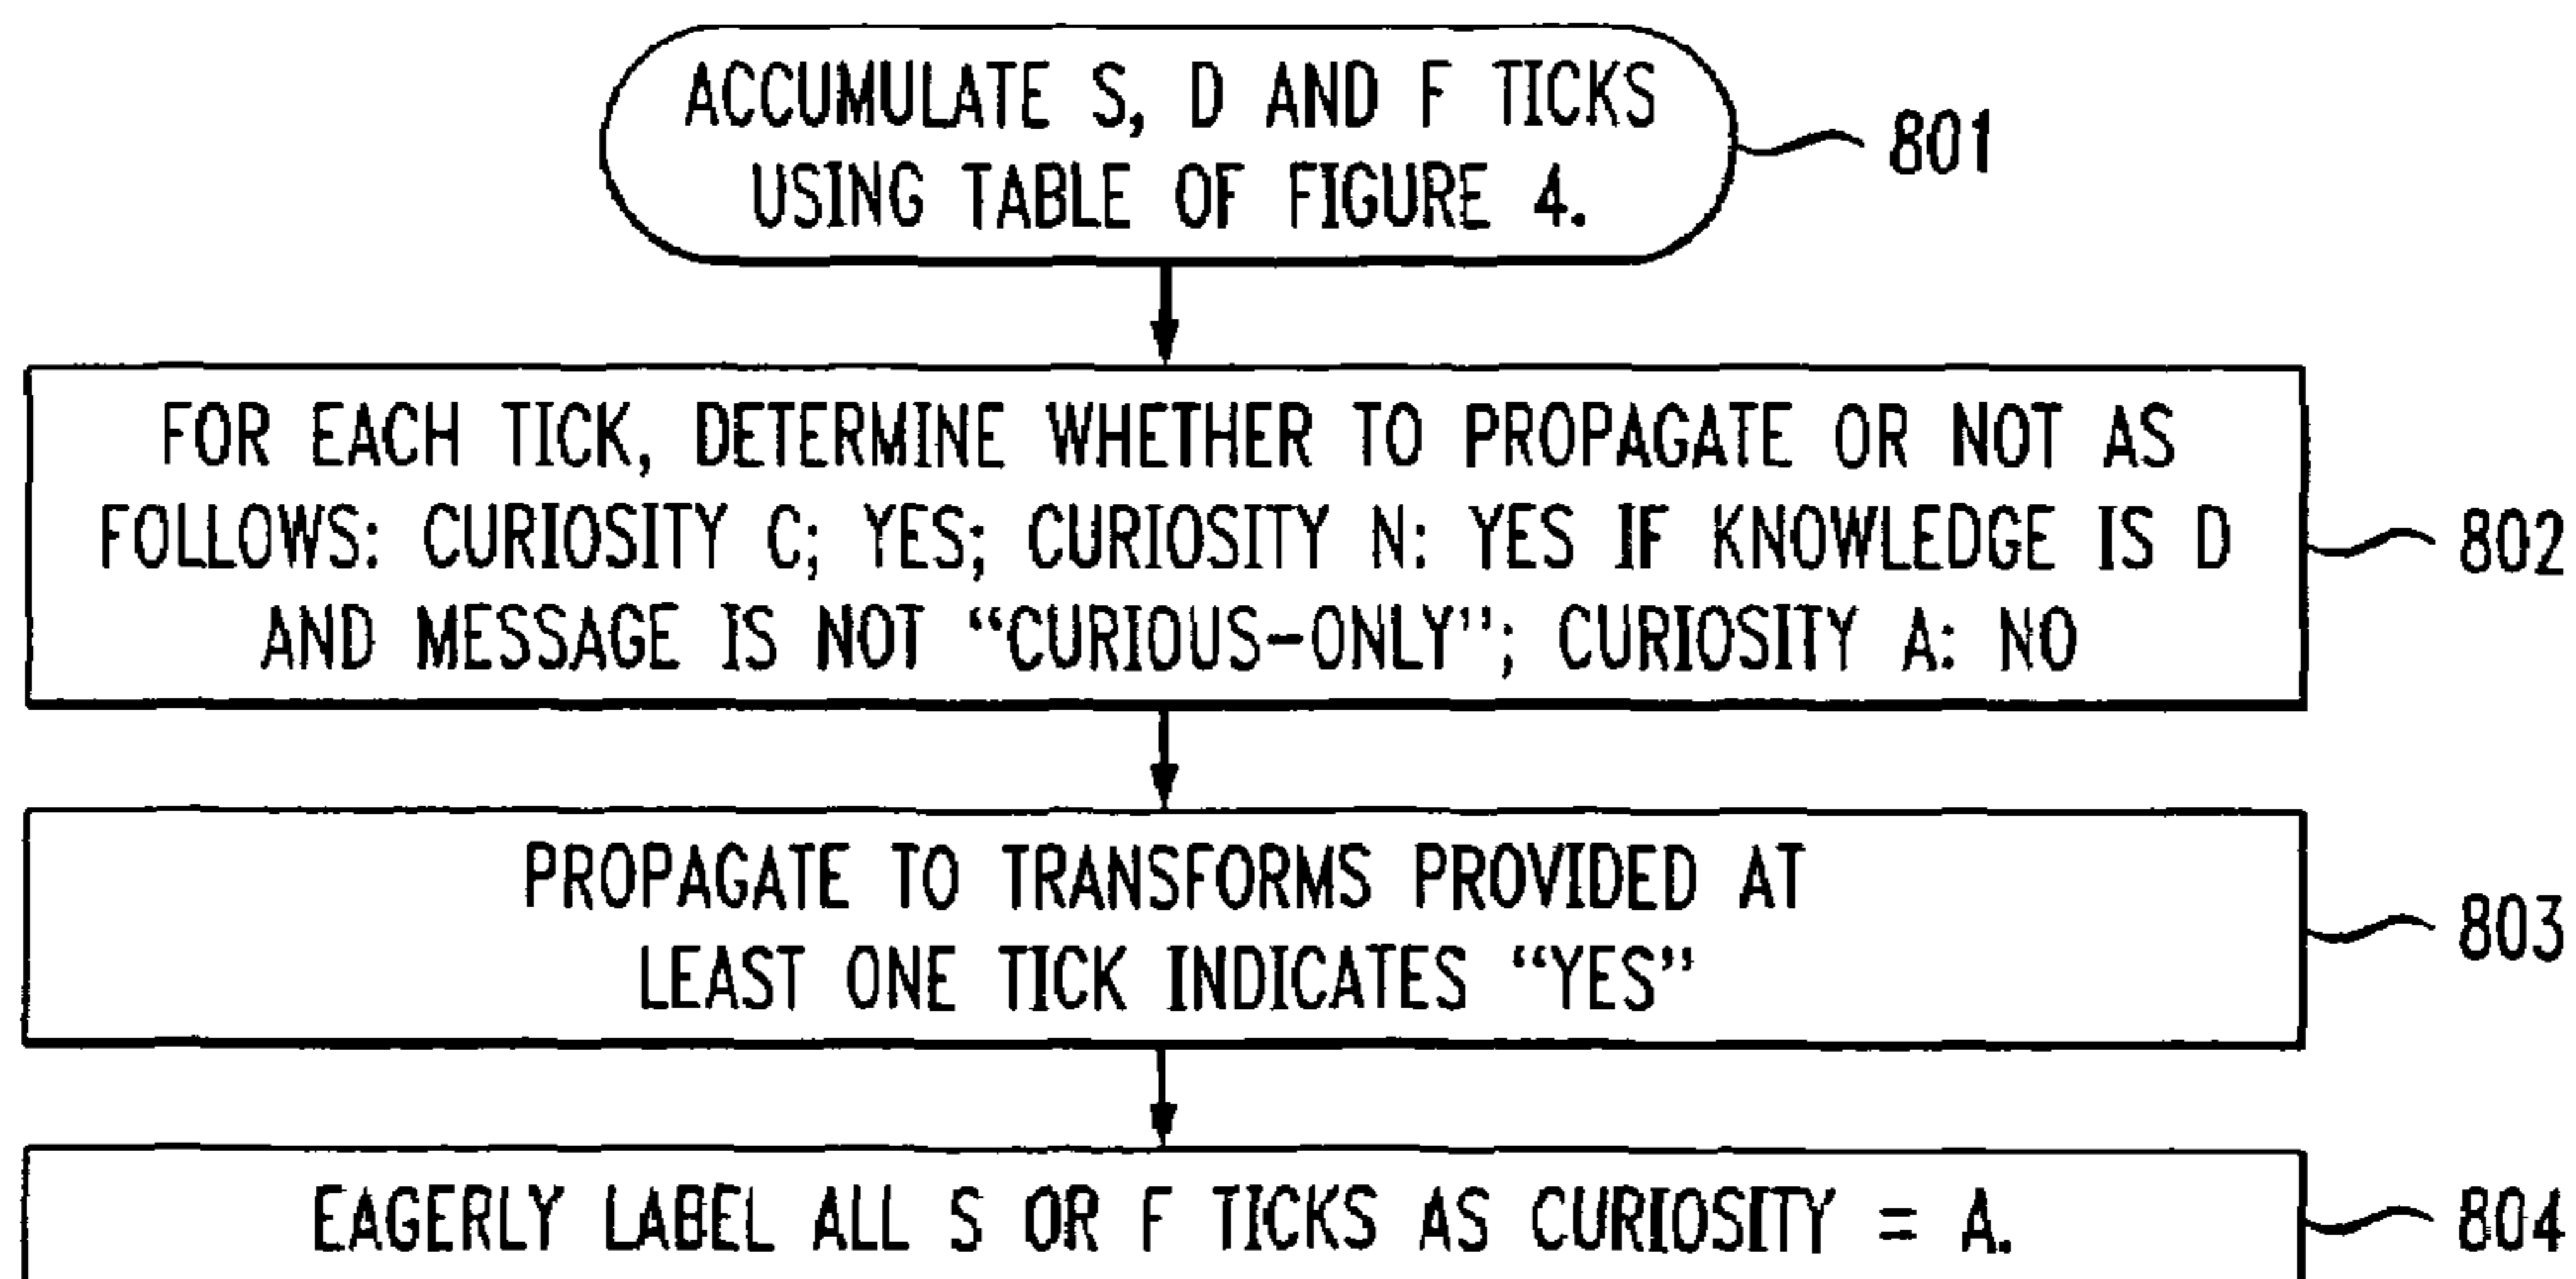 ACCUMULATE S, D AND F TICKS
USING TABLE OF FIGURE 4.
801
FOR EACH TICK, DETERMINE WHETHER TO PROPAGATE OR NOT AS
FOLLOWS: CURIOSITY C; YES; CURIOSITY N: YES IF KNOWLEDGE IS D
AND MESSAGE IS NOT “CURIOUS-ONLY”; CURIOSITY A: NO
802
PROPAGATE TO TRANSFORMS PROVIDED AT
LEAST ONE TICK INDICATES “YES”
803
EAGERLY LABEL ALL S OR F TICKS AS CURIOSITY = A.
804